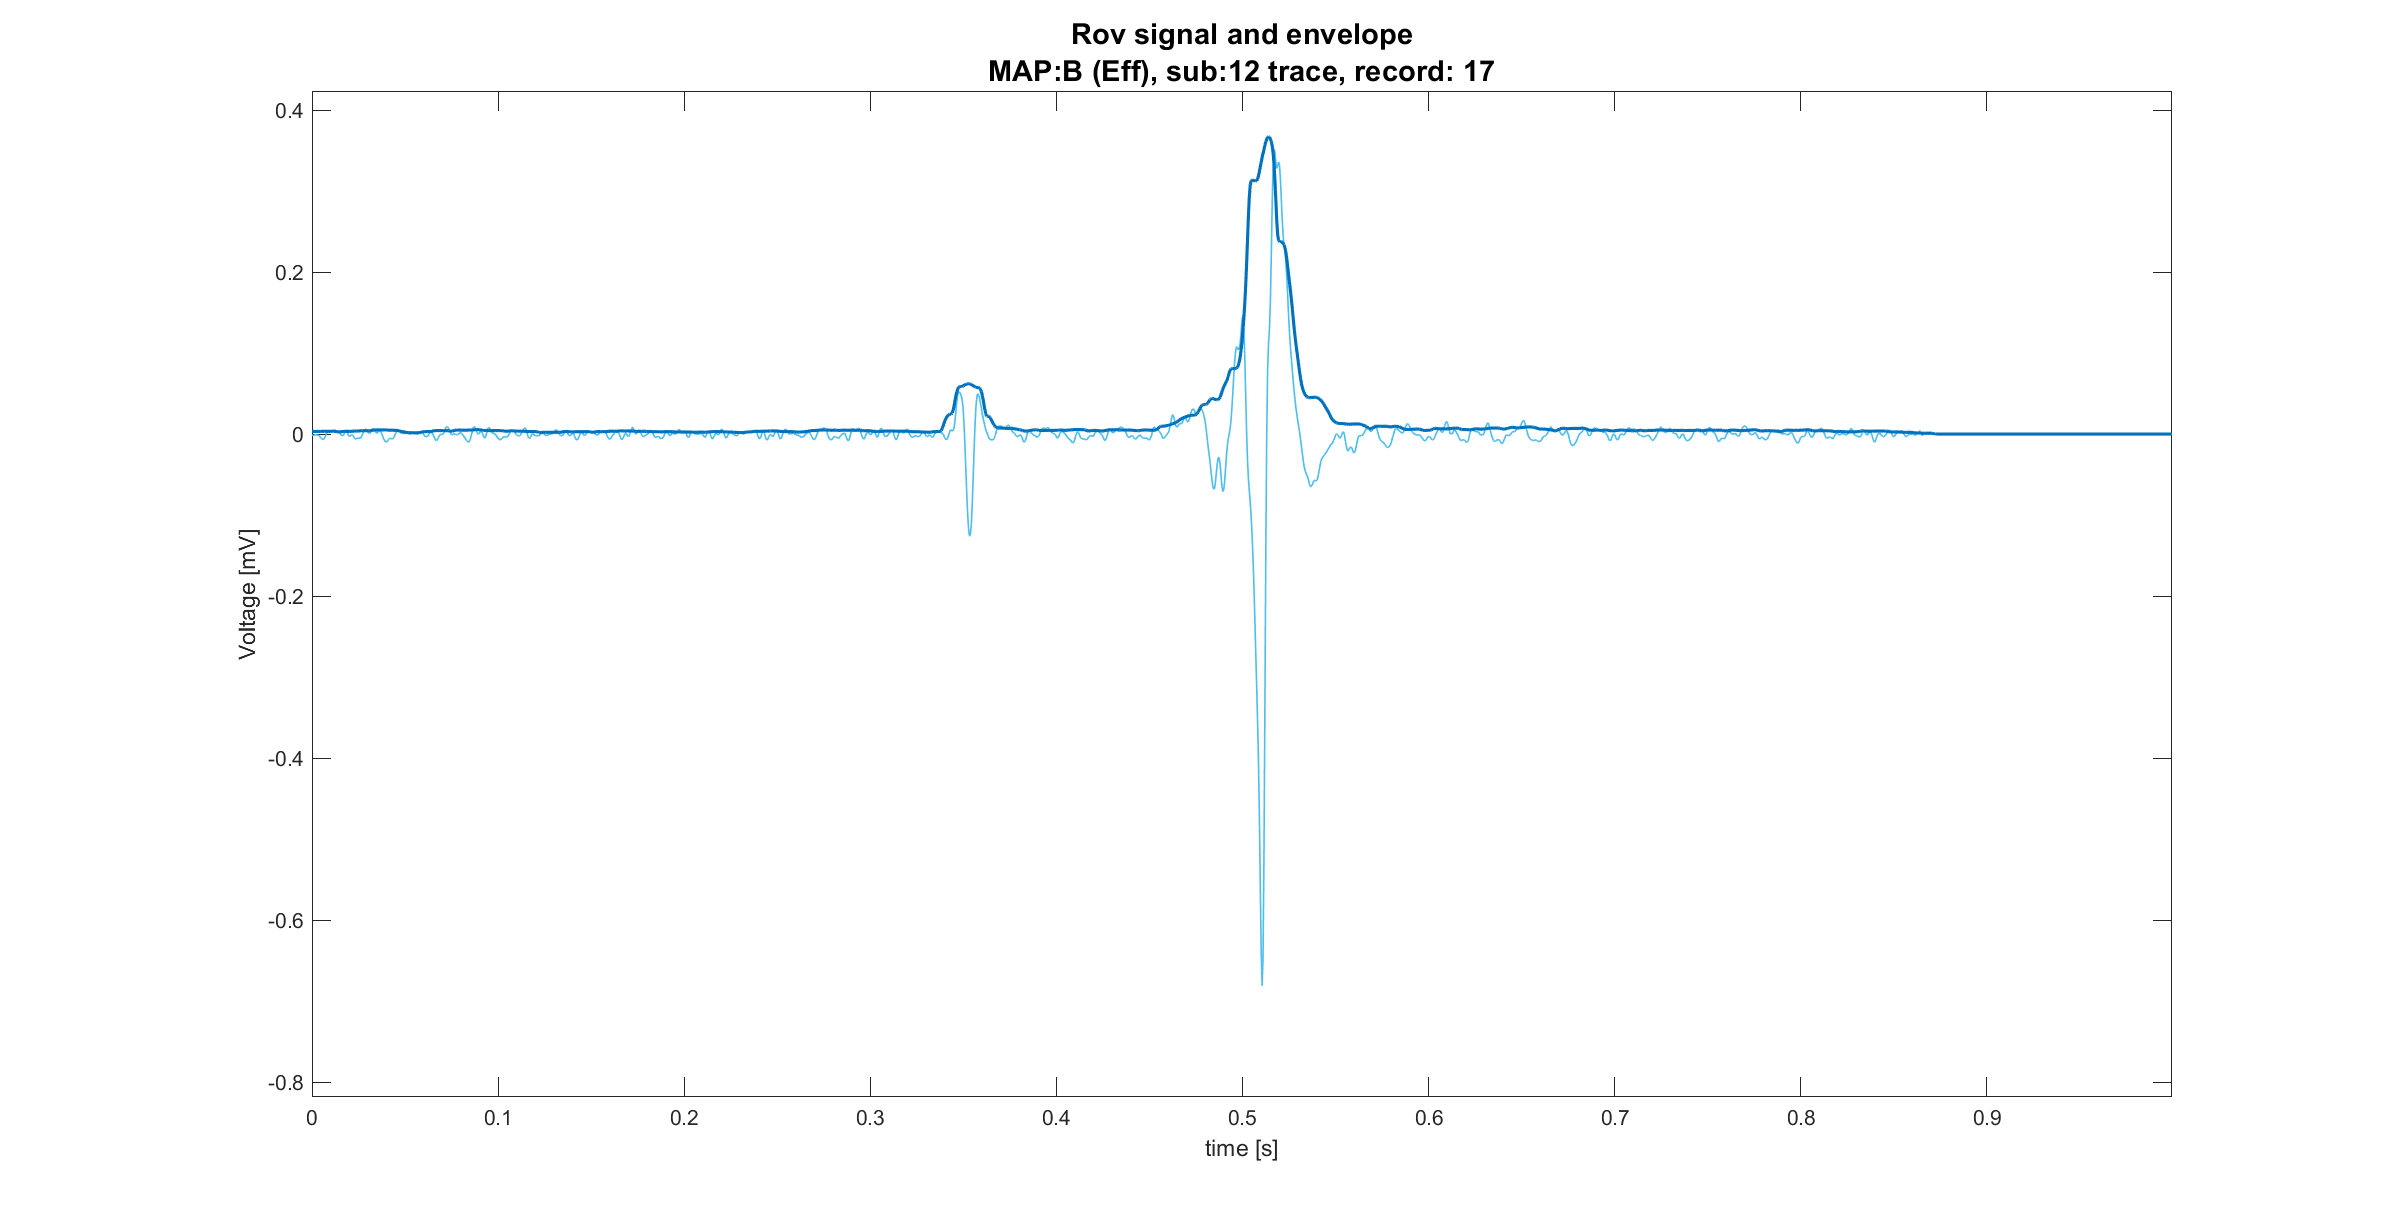 Rov signal and envelope
MAP:B (Eff), sub:12 trace, record: 17
0.4
0.2
0
-0.2
-0.4
-0.6
-0.8
Voltage [mV]
0 0.1 0.2 0.3 0.4 0.5 0.6 0.7 0.8 0.9
time [s]